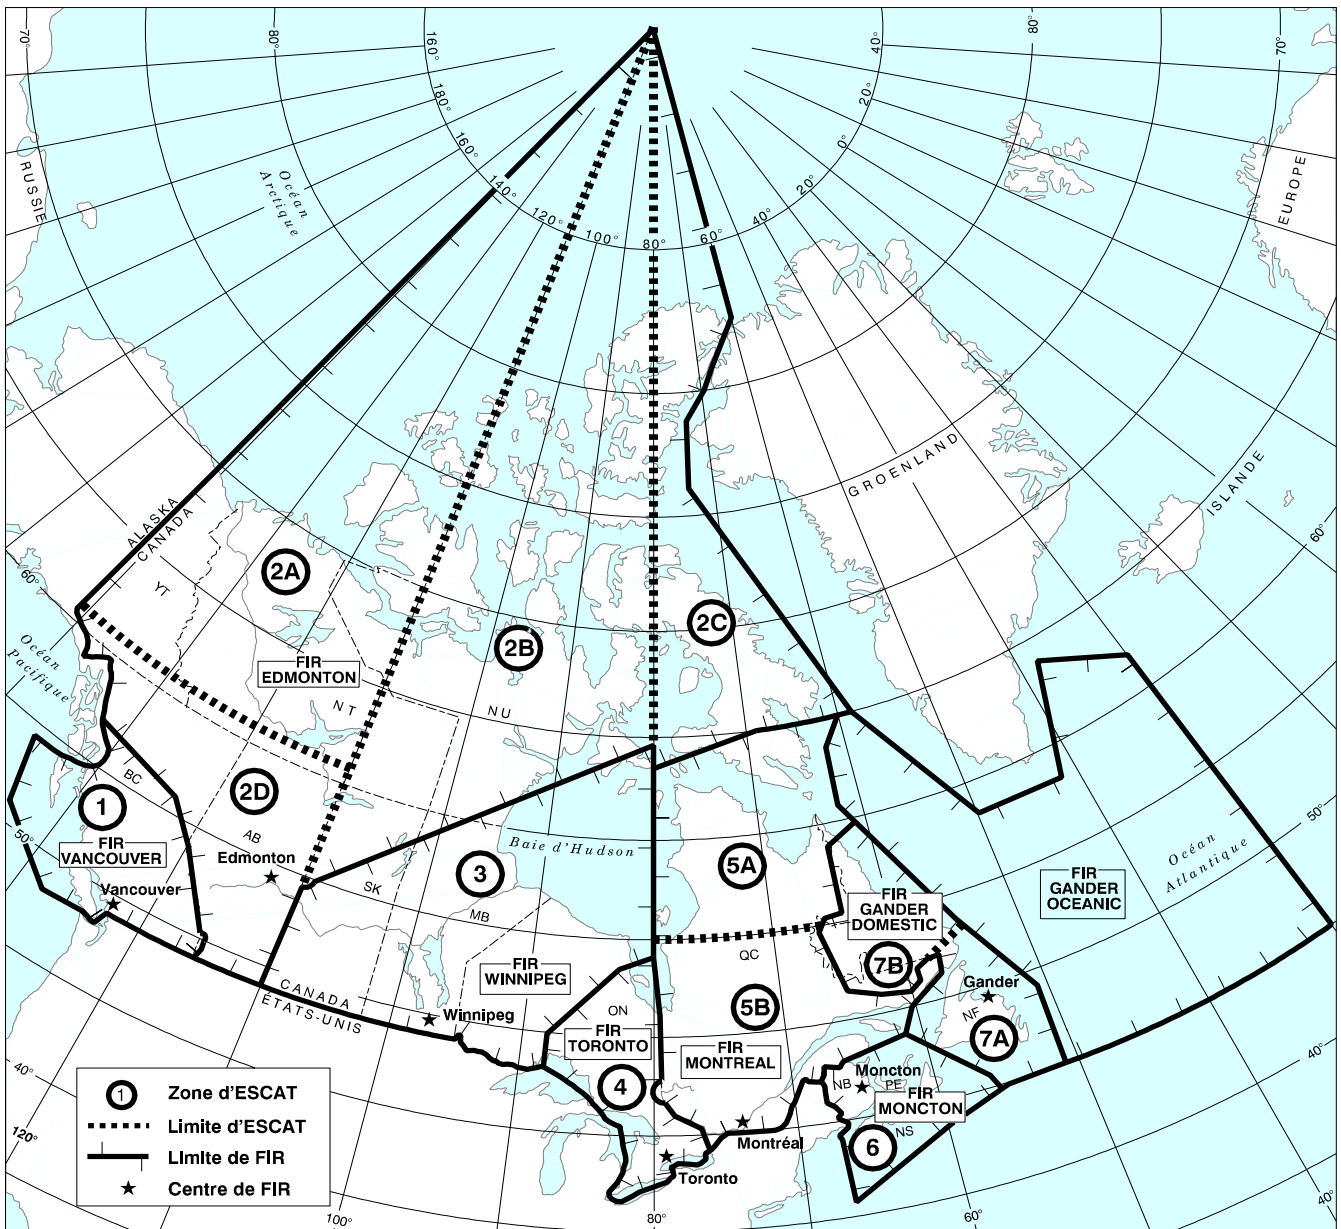 70°
80°
160°
180°
160°
140°
120°
100°
80°
60°
40°
20°
0°
20°
40°
80°
70°
RUSSIE
Océan
Arctique
EUROPE
GROENLAND
ISLANDE
60°
ALASKA
CANADA
60°
YT
2A
2B
2C
FIR
EDMONTON
NT
NU
Océan
Pacifique
BC
1
2D
AB
FIR
VANCOUVER
50°
Edmonton
Vancouver
SK
3
MB
Baie d'Hudson
5A
FIR
GANDER
DOMESTIC
FIR
GANDER
OCEANIC
Océan
Atlantique
50°
QC
7B
FIR
WINNIPEG
CANADA
ÉTATS-UNIS
Winnipeg
ON
5B
Gander
NF
7A
FIR
TORONTO
FIR
MONTREAL
4
Moncton
NB
PE
FIR
MONCTON
NS
6
Montréal
Toronto
40°
40°
120°
100°
80°
60°
40°
1 Zone d'ESCAT
Limite d'ESCAT
Limite de FIR
Centre de FIR